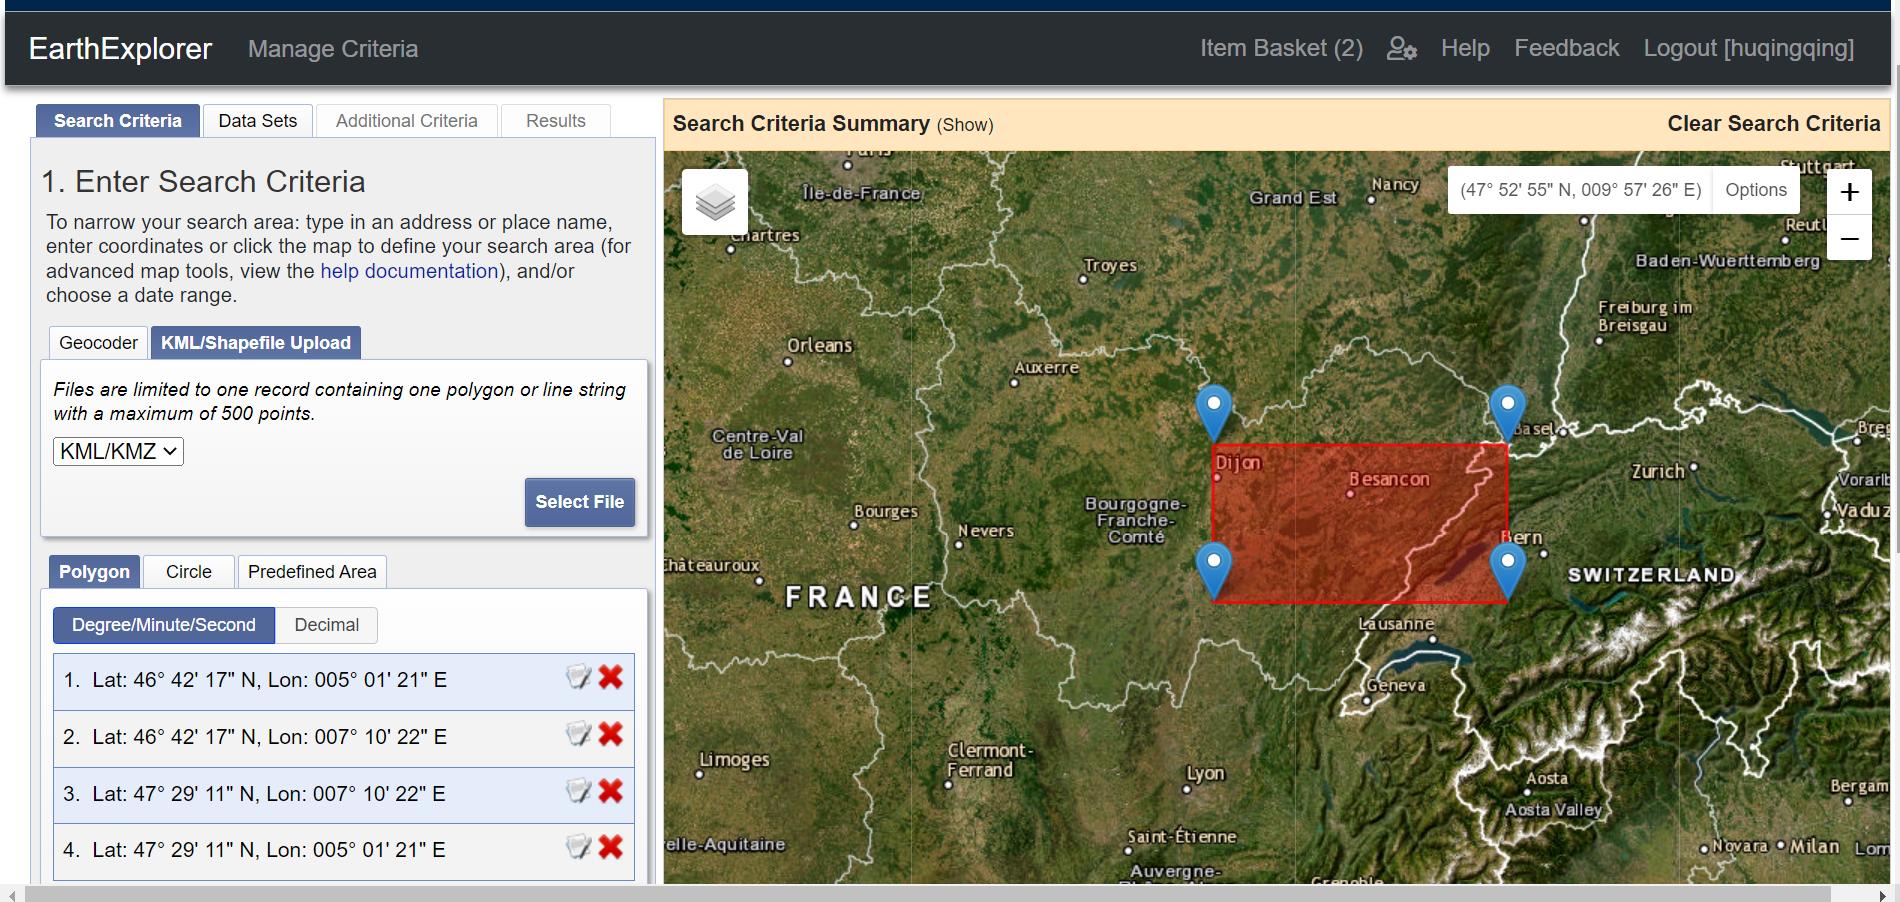 EarthExplorer Manage Criteria Item Basket (2) Help Feedback Logout [huqingqing]
Search Criteria Data Sets Additional Criteria Results
1. Enter Search Criteria
To narrow your search area: type in an address or place name,
enter coordinates or click the map to define your search area (for
advanced map tools, view the help documentation), and/or
choose a date range.
Geocoder KML/Shapefile Upload
Files are limited to one record containing one polygon or line string
with a maximum of 500 points.
KML/KMZ
Select File
Polygon Circle Predefined Area
Degree/Minute/Second Decimal
1. Lat: 46° 42' 17" N, Lon: 005° 01' 21" E
2. Lat: 46° 42' 17" N, Lon: 007° 10' 22" E
3. Lat: 47° 29' 11" N, Lon: 007° 10' 22" E
4. Lat: 47° 29' 11" N, Lon: 005° 01' 21" E
Search Criteria Summary (Show) Clear Search Criteria
(47° 52' 55" N, 009° 57' 26" E) Options
+
−
Paris
Île-de-France
Grand Est
Nancy
Stuttgart
Chartres
Troyes
Reutl
Baden-Wuerttemberg
Freiburg im
Breisgau
Orleans
Auxerre
Centre-Val
de Loire
Basel
Breg
Dijon
Besancon
Zurich
Vorarlb
Vaduz
Bourges
Nevers
Bourgogne-
Franche-
Comté
Bern
Châteauroux
FRANCE
SWITZERLAND
Lausanne
Geneva
Limoges
Clermont-
Ferrand
Lyon
Aosta
Aosta Valley
Bergam
elle-Aquitaine
Saint-Étienne
Novara
Milan
Lom
Auvergne-
Grenoble